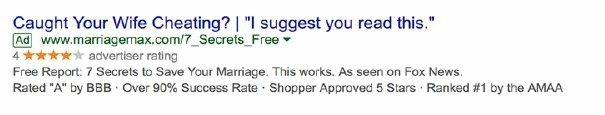 Caught Your Wife Cheating? | "I suggest you read this."
Ad www.marriagemax.com/7_Secrets_Free
4 ★★★★★ advertiser rating
Free Report: 7 Secrets to Save Your Marriage. This works. As seen on Fox News.
Rated "A" by BBB · Over 90% Success Rate · Shopper Approved 5 Stars · Ranked #1 by the AMAA